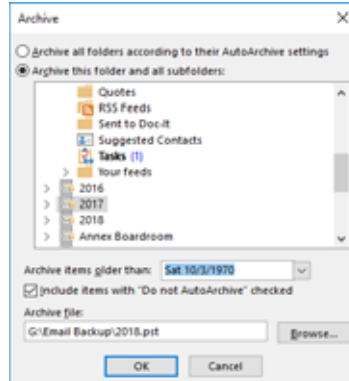 Archive
Archive all folders according to their AutoArchive settings
Archive this folder and all subfolders:
Quotes
RSS Feeds
Sent to Doc-It
Suggested Contacts
Tasks (1)
Your feeds
2016
2017
2018
Annex Boardroom
Archive items older than: Sat 10/3/1970
Include items with "Do not AutoArchive" checked
Archive file:
G:\Email Backup\2018.pst Browse...
OK Cancel